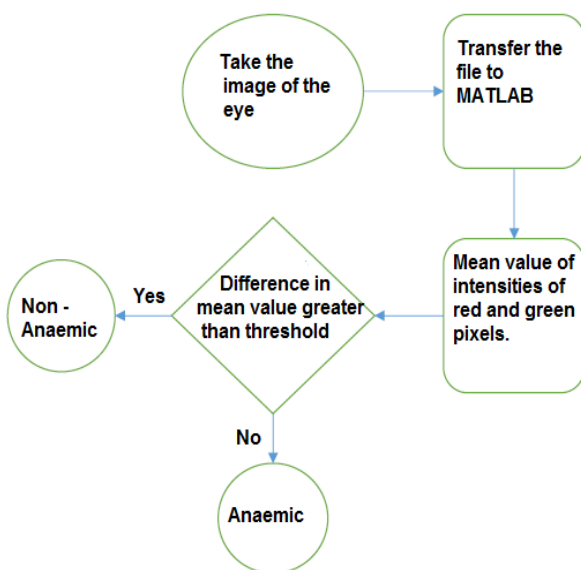 Take the
image of the
eye
Transfer the
file to
MATLAB
Mean value of
intensities of
red and green
pixels.
Difference in
mean value greater
than threshold
Yes
Non -
Anaemic
No
Anaemic